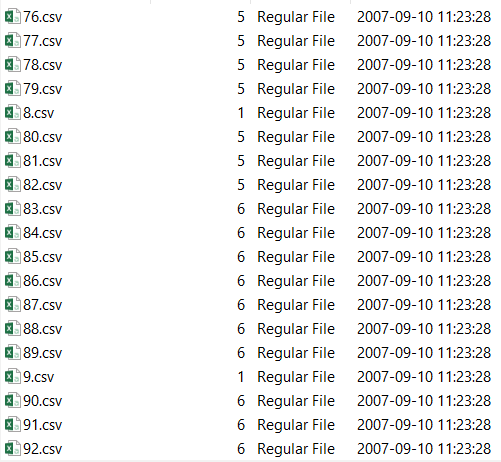 76.csv 5 Regular File 2007-09-10 11:23:28
77.csv 5 Regular File 2007-09-10 11:23:28
78.csv 5 Regular File 2007-09-10 11:23:28
79.csv 5 Regular File 2007-09-10 11:23:28
8.csv 1 Regular File 2007-09-10 11:23:28
80.csv 5 Regular File 2007-09-10 11:23:28
81.csv 5 Regular File 2007-09-10 11:23:28
82.csv 5 Regular File 2007-09-10 11:23:28
83.csv 6 Regular File 2007-09-10 11:23:28
84.csv 6 Regular File 2007-09-10 11:23:28
85.csv 6 Regular File 2007-09-10 11:23:28
86.csv 6 Regular File 2007-09-10 11:23:28
87.csv 6 Regular File 2007-09-10 11:23:28
88.csv 6 Regular File 2007-09-10 11:23:28
89.csv 6 Regular File 2007-09-10 11:23:28
9.csv 1 Regular File 2007-09-10 11:23:28
90.csv 6 Regular File 2007-09-10 11:23:28
91.csv 6 Regular File 2007-09-10 11:23:28
92.csv 6 Regular File 2007-09-10 11:23:28